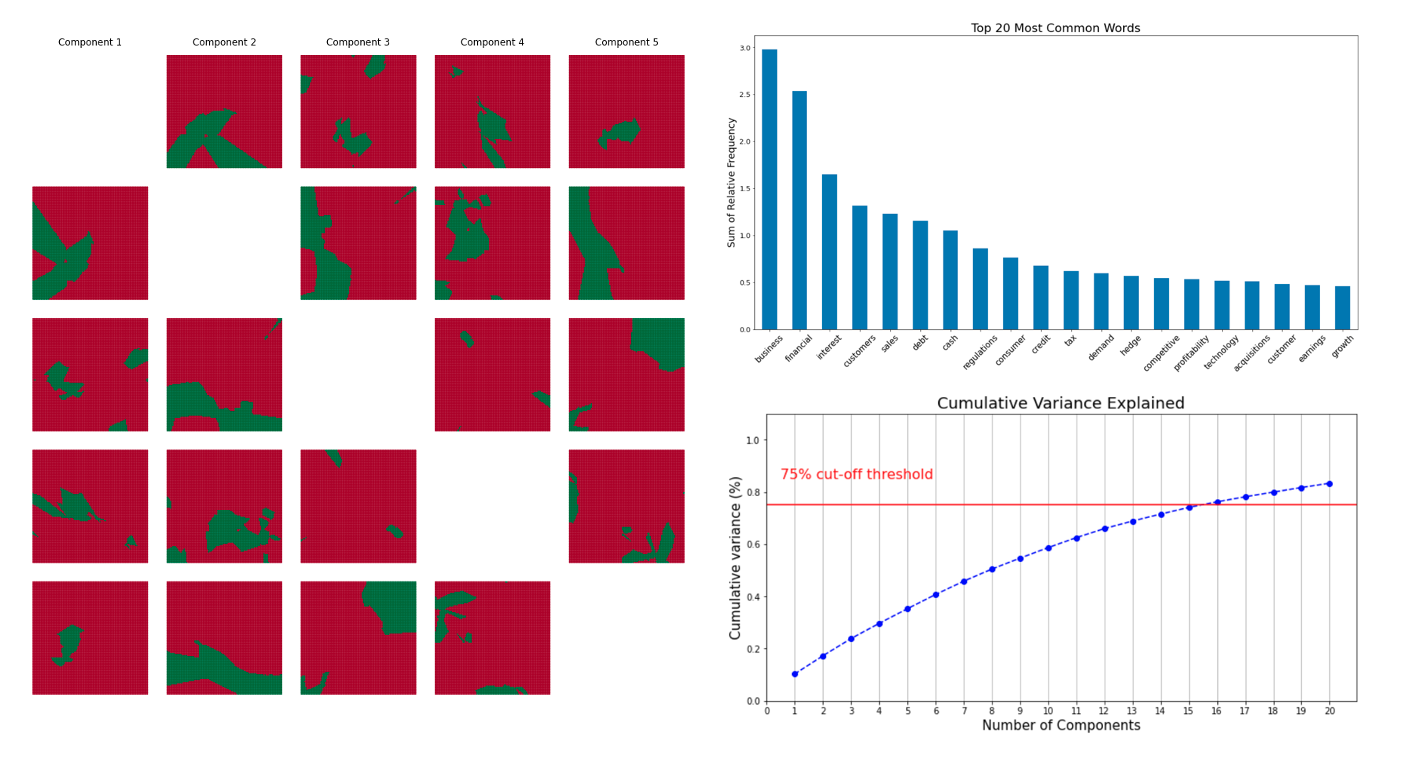 Component 1
Component 2
Component 3
Component 4
Component 5
Top 20 Most Common Words
Sum of Relative Frequency
3.0
2.5
2.0
1.5
1.0
0.5
0.0
business
financial
interest
customers
sales
debt
cash
regulations
consumer
credit
tax
demand
hedge
competitive
profitability
technology
acquisitions
customer
earnings
growth
Cumulative Variance Explained
Cumulative variance (%)
1.0
0.8
0.6
0.4
0.2
0.0
75% cut-off threshold
0 1 2 3 4 5 6 7 8 9 10 11 12 13 14 15 16 17 18 19 20
Number of Components